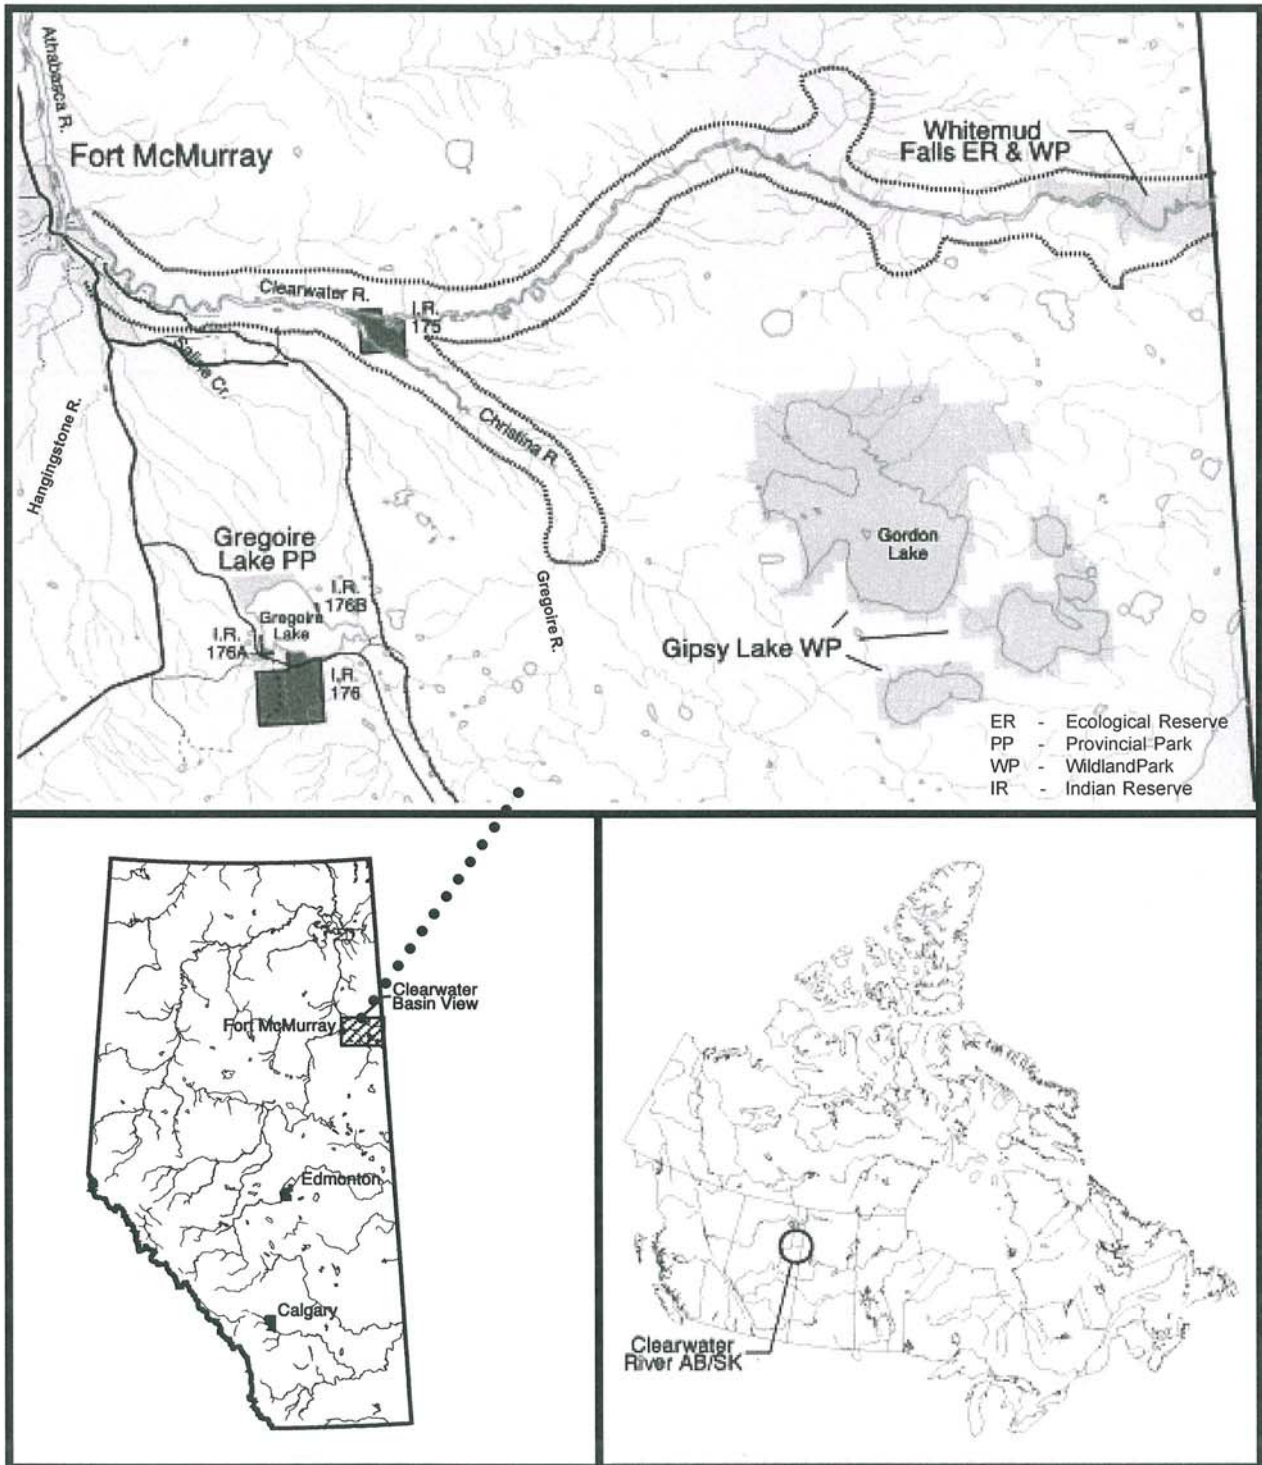 Athabasca R.
Fort McMurray
Whitemud
Falls ER & WP
Clearwater R.
I.R.
175
Saline Cr.
Christina R.
Hangingstone R.
Gregoire
Lake PP
I.R.
176B
Gregoire
Lake
I.R.
176A
I.R.
176
Gregoire R.
Gordon
Lake
Gipsy Lake WP
ER - Ecological Reserve
PP - Provincial Park
WP - WildlandPark
IR - Indian Reserve
Clearwater
Basin View
Fort McMurray
Edmonton
Calgary
Clearwater
River AB/SK